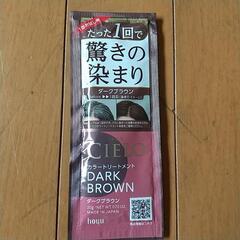 たった1回で
驚きの
染まり
ダークブラウン
CIELO
カラートリートメント
DARK
BROWN
ダークブラウン
MADE IN JAPAN
hoyu